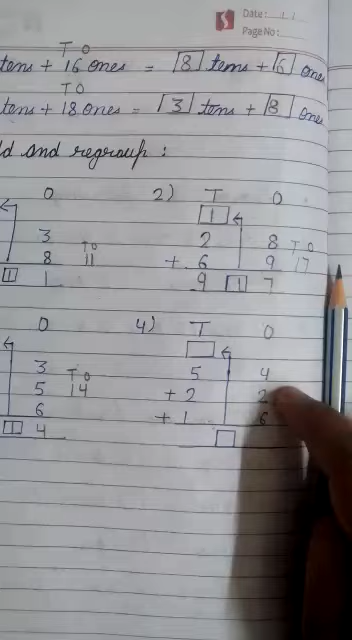 Date:
Page No:
T O
tens + 16 ones = 8 tens + 6 ones
T O
tens + 18 ones = 3 tens + 8 ones
and regroup :
O 2) T O
1
3 2 8 T O
8 T O 11 + 6 9 17
1 1 9 1 7
O 4) T O
3 5 4
5 T O 14 + 2 2
6 + 1 6
1 4